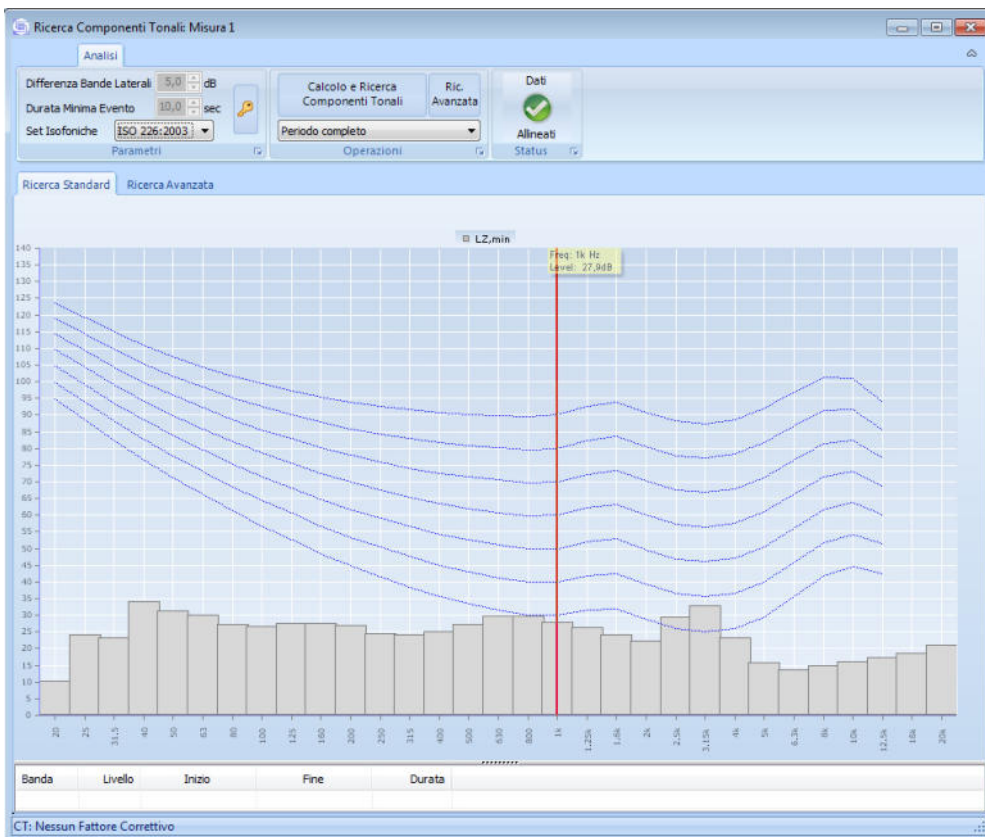 Ricerca Componenti Tonali: Misura 1
Analisi
Differenza Bande Laterali 5,0 dB
Durata Minima Evento 10,0 sec
Set Isofoniche ISO 226:2003
Parametri
Calcolo e Ricerca
Componenti Tonali
Ric.
Avanzata
Periodo completo
Operazioni
Dati
Allineati
Status
Ricerca Standard Ricerca Avanzata
LZ,min
Freq: 1k Hz
Level: 27,9dB
140
135
130
125
120
115
110
105
100
95
90
85
80
75
70
65
60
55
50
45
40
35
30
25
20
15
10
5
0
20 25 31,5 40 50 63 80 100 125 160 200 250 315 400 500 630 800 1k 1,25k 1,6k 2k 2,5k 3,15k 4k 5k 6,3k 8k 10k 12,5k 16k 20k
Banda Livello Inizio Fine Durata
CT: Nessun Fattore Correttivo